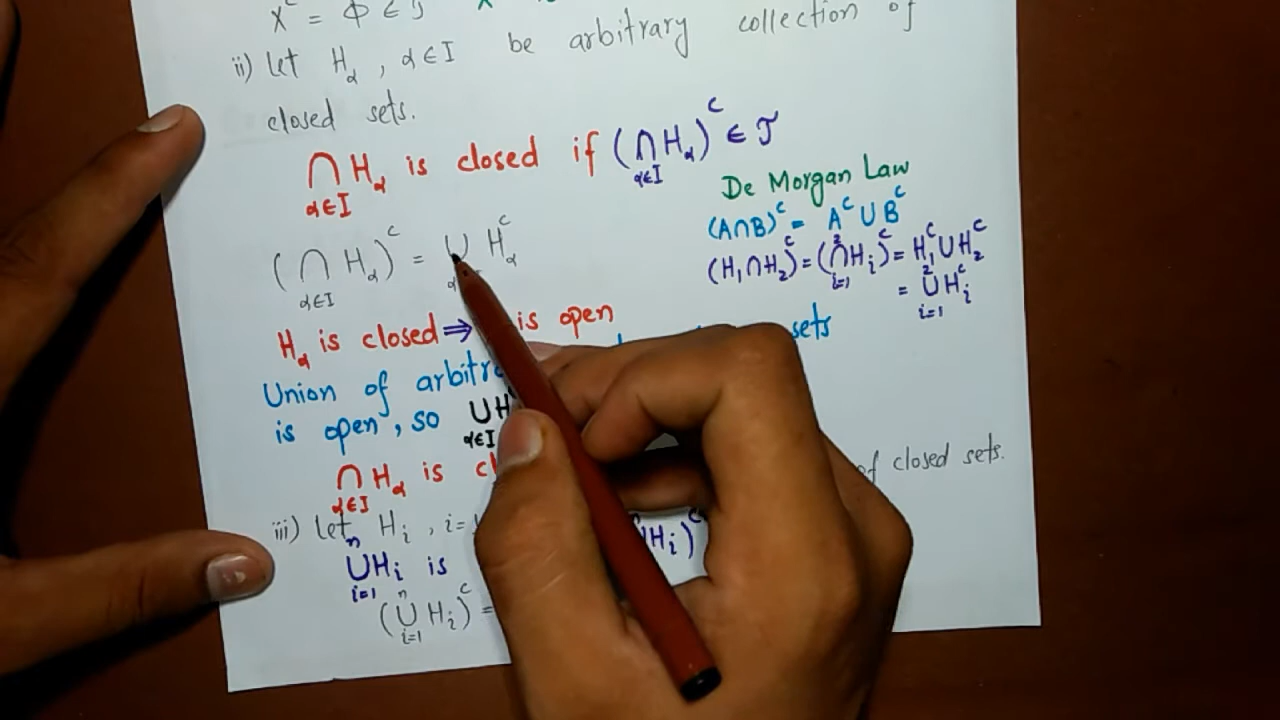 X^c = Φ ∈ 𝒯
ii) let H_α , α∈I be arbitrary collection of
closed sets.
⋂_{α∈I} H_α is closed if (⋂_{α∈I} H_α)^c ∈ 𝒯
De Morgan Law
(A∩B)^c = A^c ∪ B^c
(H_1∩H_2)^c = (⋂_{i=1}^2 H_i)^c = H_1^c ∪ H_2^c
= ⋃_{i=1}^2 H_i^c
(⋂_{α∈I} H_α)^c = ⋃ H_α^c
H_α is closed ⇒ is open
Union of sets
is open, so ⋃_{α∈I} H
⋂_{α∈I} H_α is
of closed sets.
iii) let H_i , i=
⋃_{i=1}^n H_i is H_i)^c
(⋃_{i=1}^n H_i)^c =